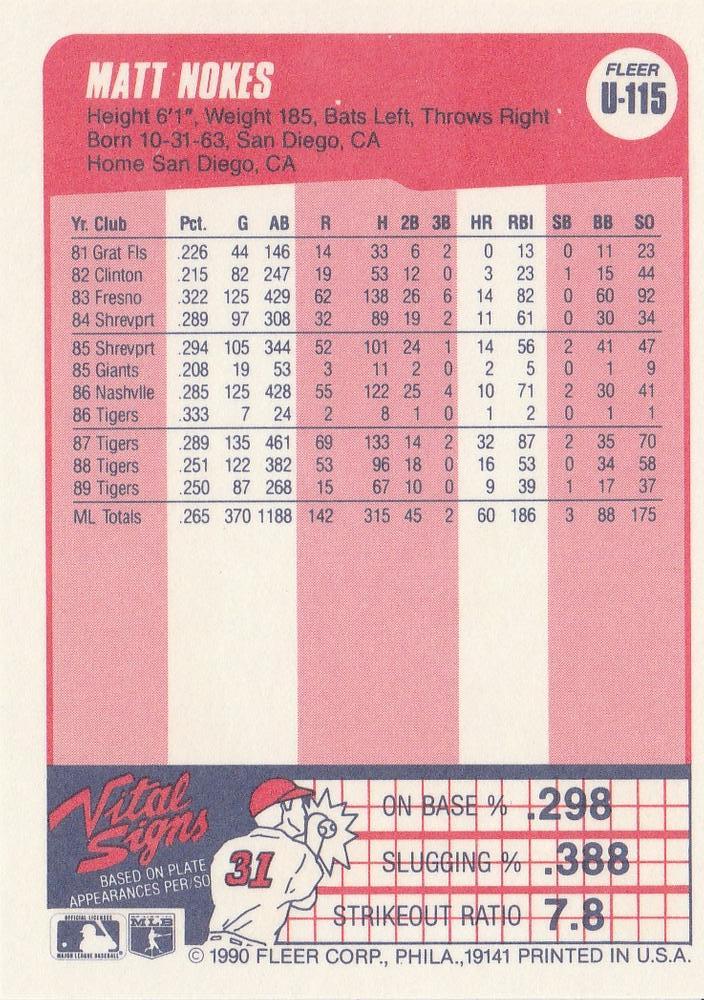 MATT NOKES
FLEER
U-115
Height 6'1", Weight 185, Bats Left, Throws Right
Born 10-31-63, San Diego, CA
Home San Diego, CA
Yr. Club Pct. G AB R H 2B 3B HR RBI SB BB SO
81 Grat Fls .226 44 146 14 33 6 2 0 13 0 11 23
82 Clinton .215 82 247 19 53 12 0 3 23 1 15 44
83 Fresno .322 125 429 62 138 26 6 14 82 0 60 92
84 Shrevprt .289 97 308 32 89 19 2 11 61 0 30 34
85 Shrevprt .294 105 344 52 101 24 1 14 56 2 41 47
85 Giants .208 19 53 3 11 2 0 2 5 0 1 9
86 Nashvlle .285 125 428 55 122 25 4 10 71 2 30 41
86 Tigers .333 7 24 2 8 1 0 1 2 0 1 1
87 Tigers .289 135 461 69 133 14 2 32 87 2 35 70
88 Tigers .251 122 382 53 96 18 0 16 53 0 34 58
89 Tigers .250 87 268 15 67 10 0 9 39 1 17 37
ML Totals .265 370 1188 142 315 45 2 60 186 3 88 175
Vital
Signs
BASED ON PLATE
APPEARANCES PER/SO
31
ON BASE % .298
SLUGGING % .388
STRIKEOUT RATIO 7.8
OFFICIAL LICENSEE
MAJOR LEAGUE BASEBALL
MLB
© 1990 FLEER CORP., PHILA.,19141 PRINTED IN U.S.A.